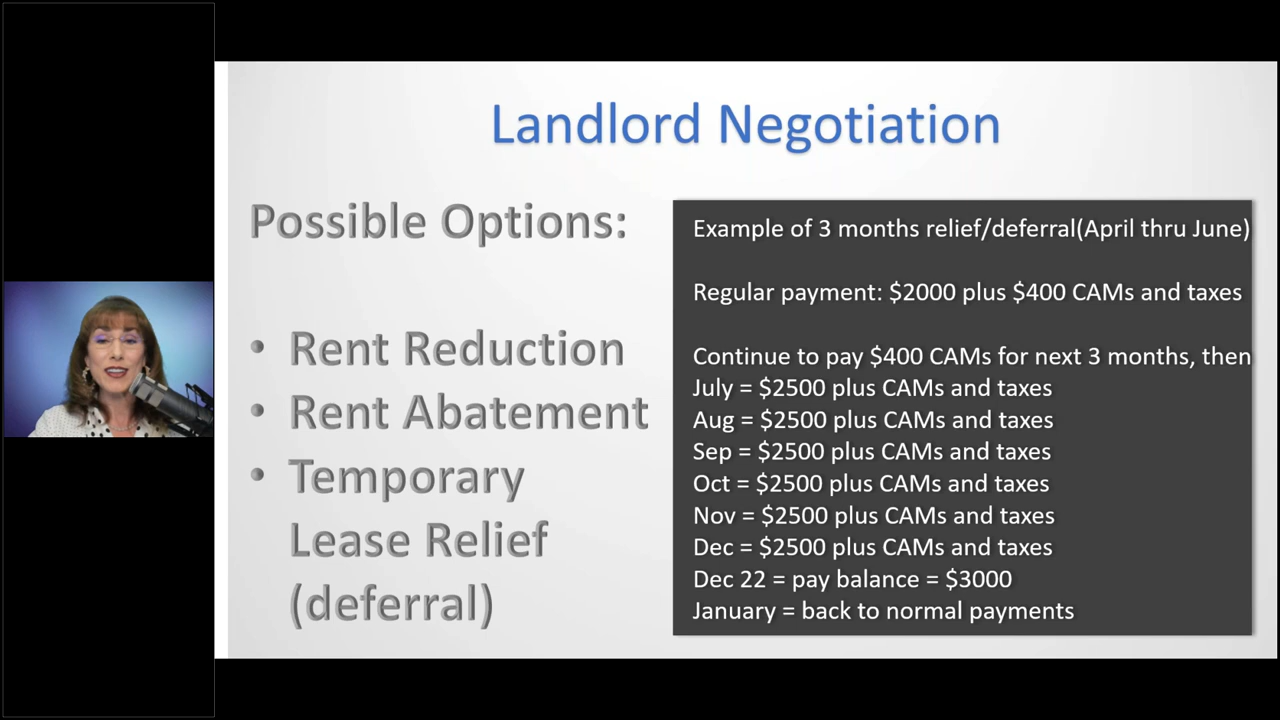 Landlord Negotiation
Possible Options:
• Rent Reduction
• Rent Abatement
• Temporary
Lease Relief
(deferral)
Example of 3 months relief/deferral(April thru June)
Regular payment: $2000 plus $400 CAMs and taxes
Continue to pay $400 CAMs for next 3 months, then
July = $2500 plus CAMs and taxes
Aug = $2500 plus CAMs and taxes
Sep = $2500 plus CAMs and taxes
Oct = $2500 plus CAMs and taxes
Nov = $2500 plus CAMs and taxes
Dec = $2500 plus CAMs and taxes
Dec 22 = pay balance = $3000
January = back to normal payments